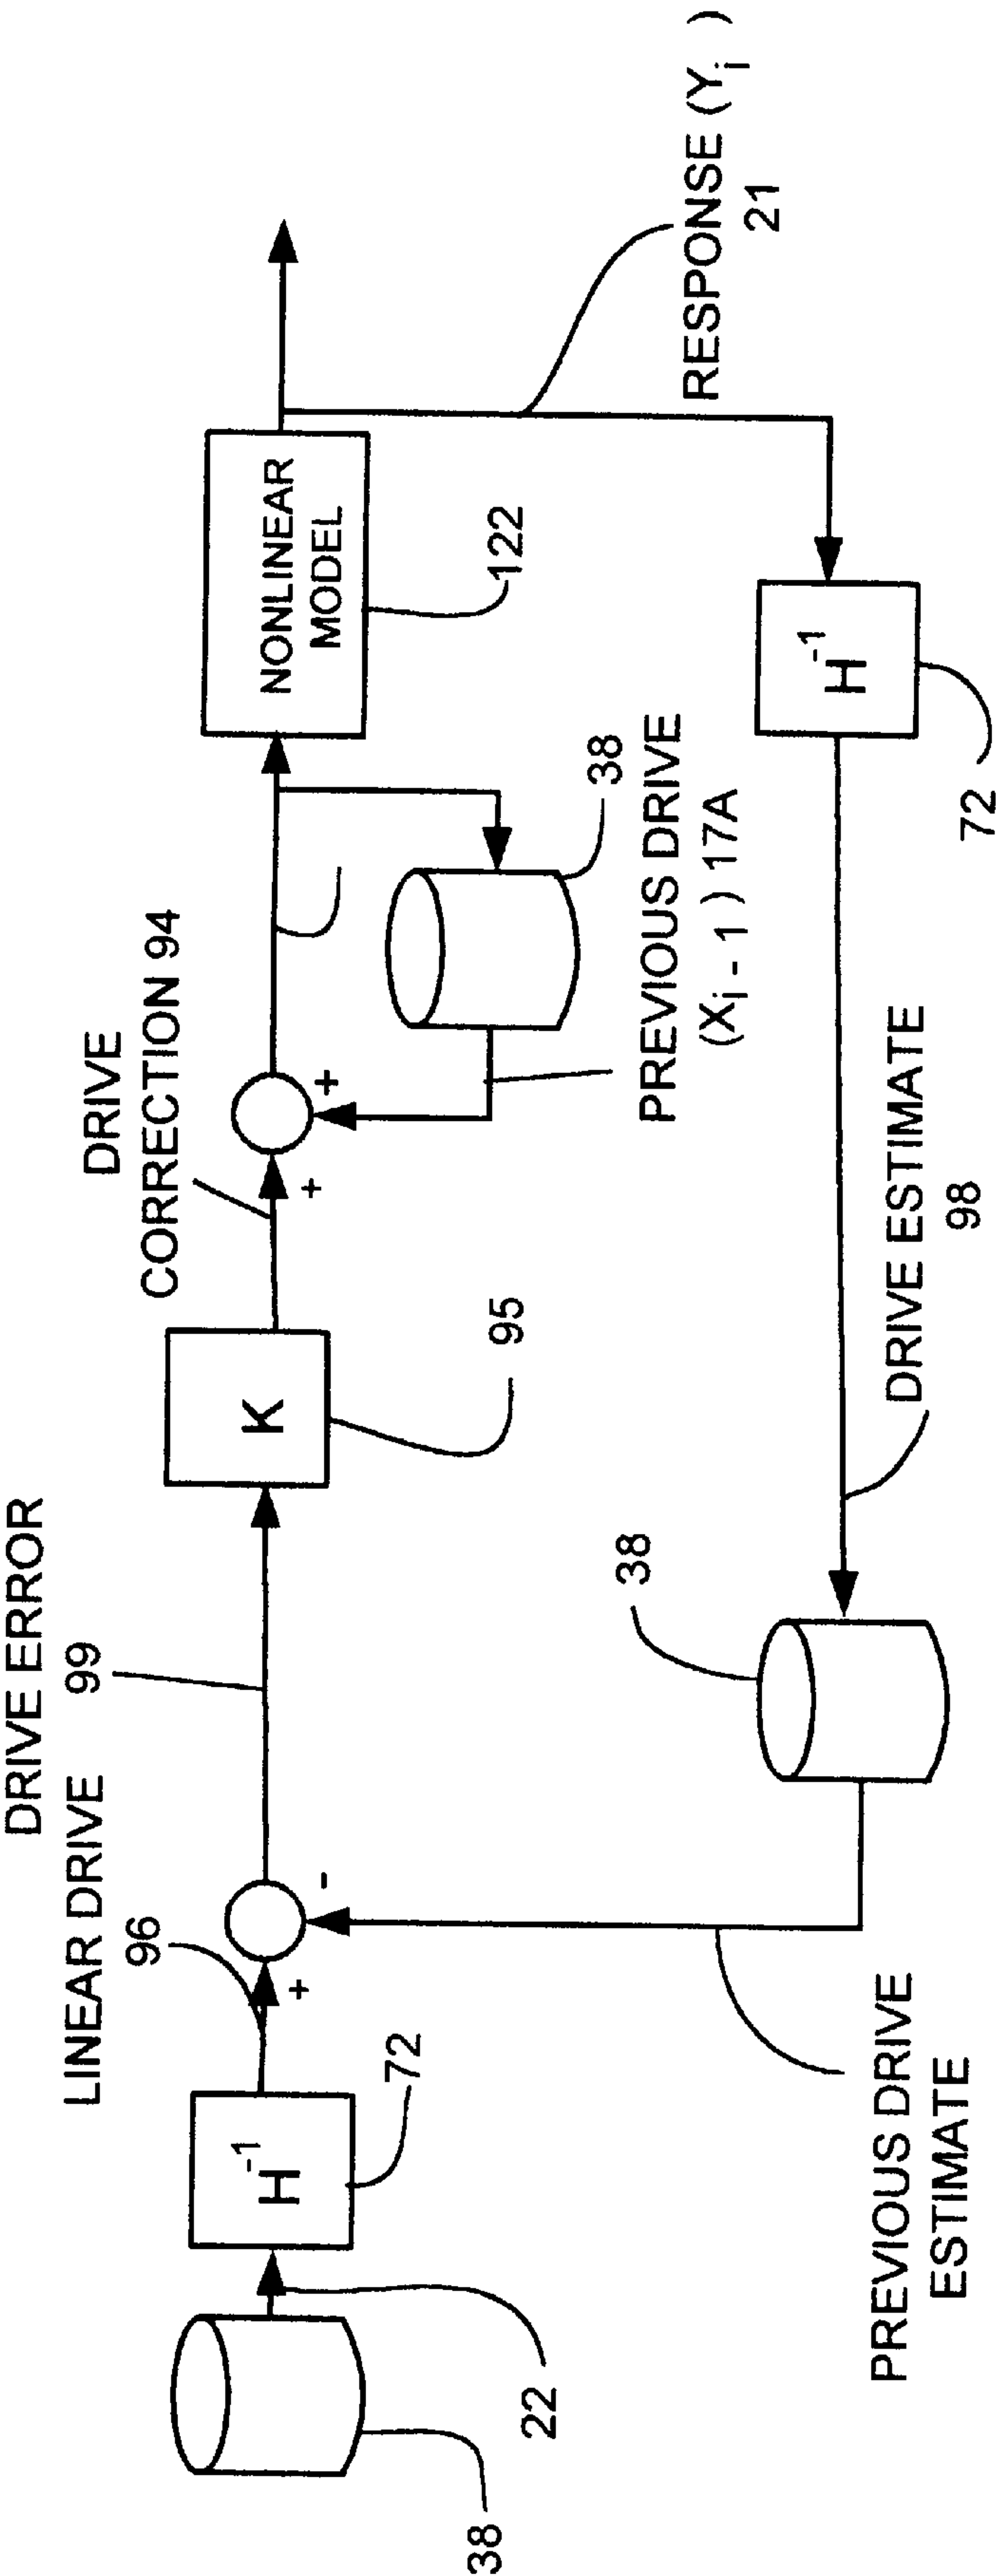 DRIVE ERROR
99
LINEAR DRIVE
96
DRIVE
CORRECTION 94
38
22
H⁻¹
72
+
-
K
95
+
+
38
PREVIOUS DRIVE
(Xi - 1) 17A
NONLINEAR
MODEL
122
RESPONSE (Yi )
21
H⁻¹
72
DRIVE ESTIMATE
98
38
PREVIOUS DRIVE
ESTIMATE